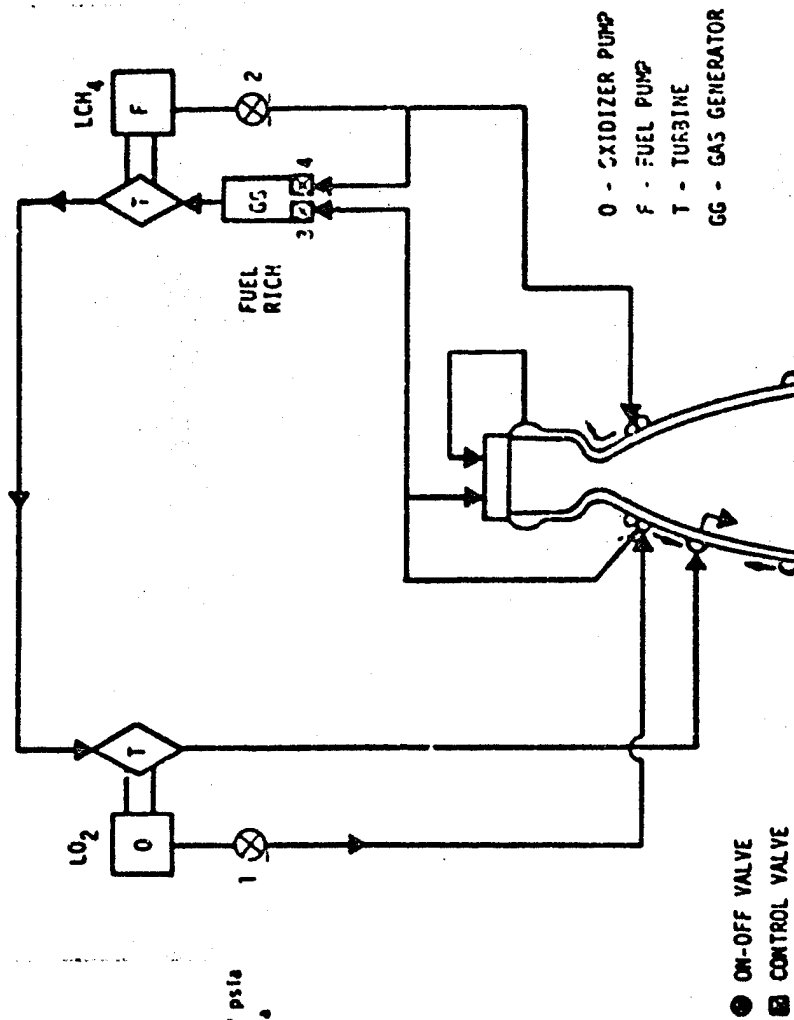 LCH4
F
2
T
GG
3
4
FUEL
RICH
O - OXIDIZER PUMP
F - FUEL PUMP
T - TURBINE
GG - GAS GENERATOR
LO2
O
T
1
psia
ON-OFF VALVE
CONTROL VALVE